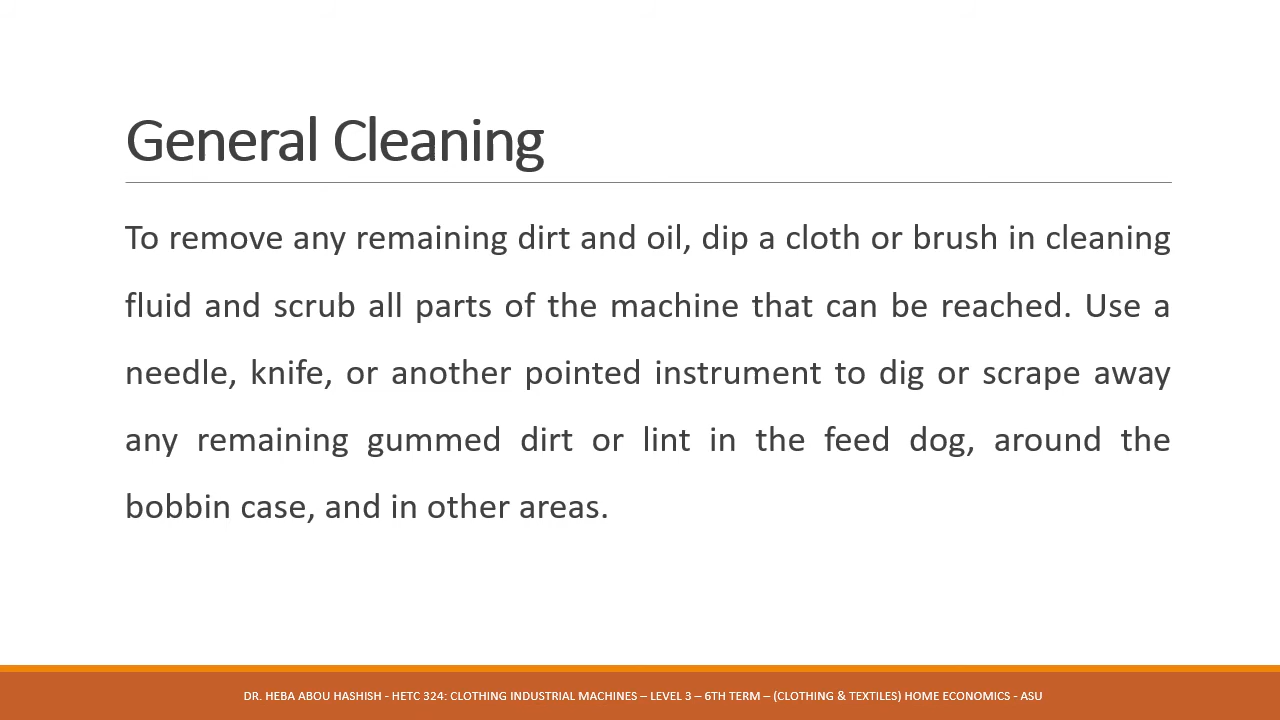 General Cleaning
To remove any remaining dirt and oil, dip a cloth or brush in cleaning
fluid and scrub all parts of the machine that can be reached. Use a
needle, knife, or another pointed instrument to dig or scrape away
any remaining gummed dirt or lint in the feed dog, around the
bobbin case, and in other areas.
DR. HEBA ABOU HASHISH - HETC 324: CLOTHING INDUSTRIAL MACHINES – LEVEL 3 – 6TH TERM – (CLOTHING & TEXTILES) HOME ECONOMICS - ASU